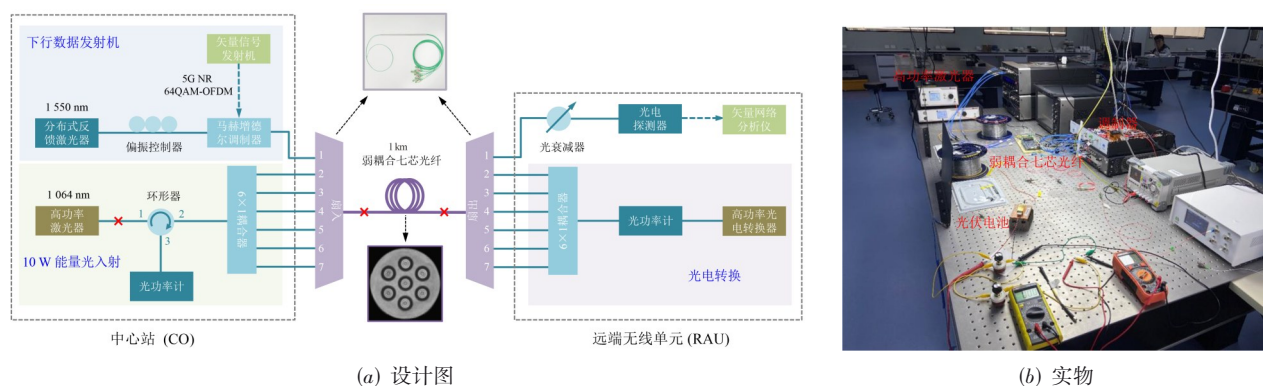 下行数据发射机
矢量信号
发射机
5G NR
64QAM-OFDM
1 550 nm
分布式反
馈激光器
偏振控制器
马赫增德
尔调制器
1 064 nm
高功率
激光器
环形器
1
2
3
光功率计
10 W 能量光入射
6×1耦合器
1
2
3
4
5
6
7
输入
中心站 (CO)
1 km
弱耦合七芯光纤
输出
1
2
3
4
5
6
7
光衰减器
光电
探测器
矢量网络
分析仪
6×1耦合器
光功率计
高功率光
电转换器
光电转换
远端无线单元 (RAU)
(a) 设计图
高功率激光器
弱耦合七芯光纤
光伏电池
(b) 实物